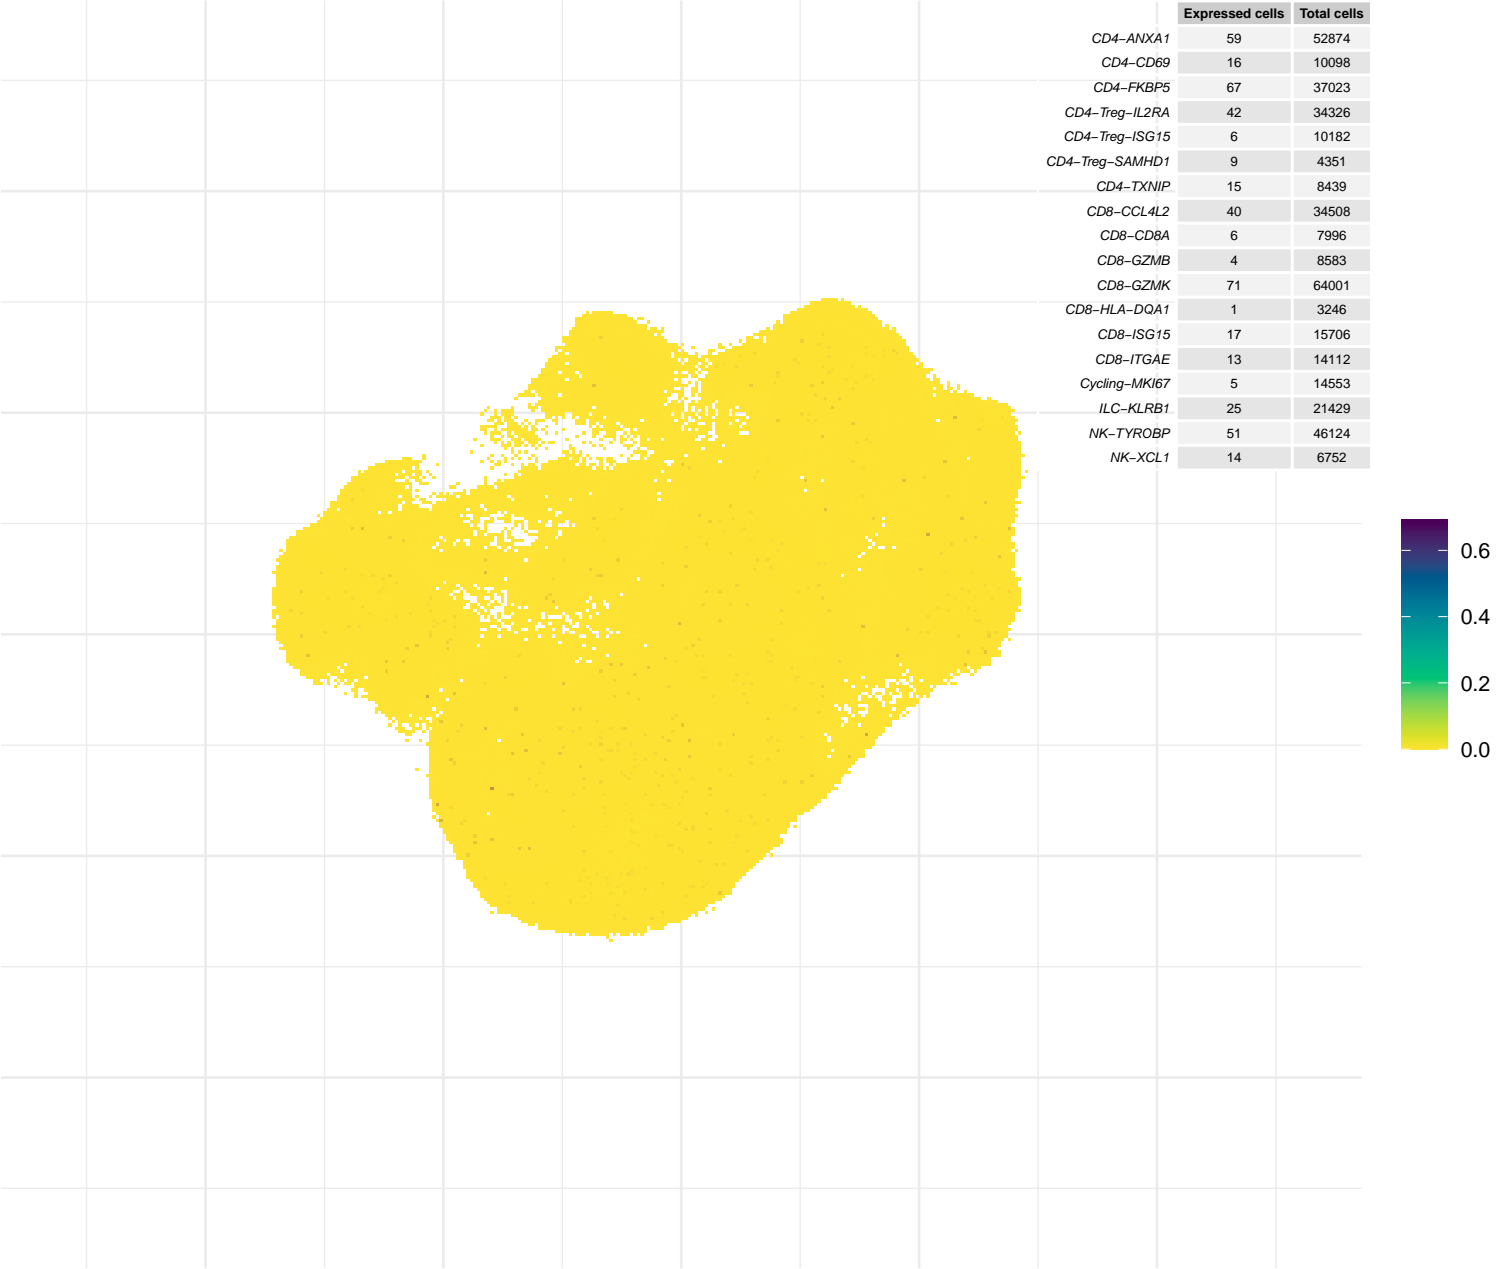 Expressed cells Total cells
CD4−ANXA1 59 52874
CD4−CD69 16 10098
CD4−FKBP5 67 37023
CD4−Treg−IL2RA 42 34326
CD4−Treg−ISG15 6 10182
CD4−Treg−SAMHD1 9 4351
CD4−TXNIP 15 8439
CD8−CCL4L2 40 34508
CD8−CD8A 6 7996
CD8−GZMB 4 8583
CD8−GZMK 71 64001
CD8−HLA−DQA1 1 3246
CD8−ISG15 17 15706
CD8−ITGAE 13 14112
Cycling−MKI67 5 14553
ILC−KLRB1 25 21429
NK−TYROBP 51 46124
NK−XCL1 14 6752
0.6
0.4
0.2
0.0